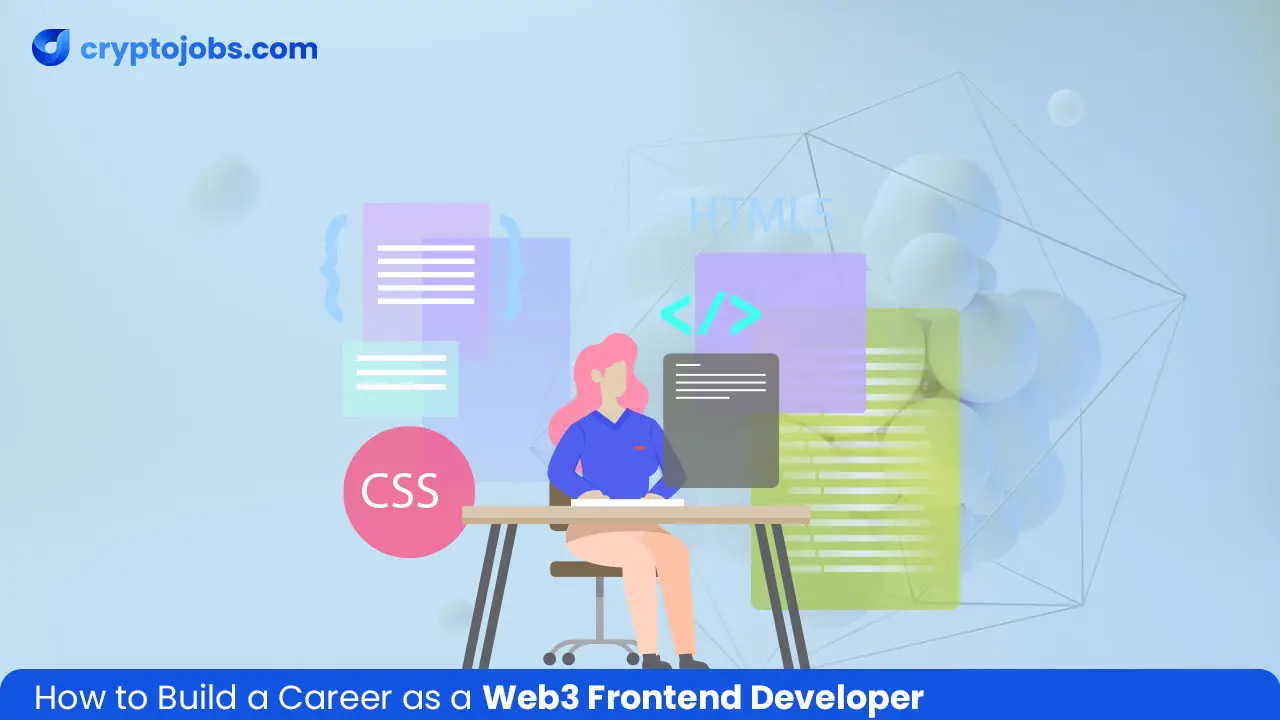 cryptojobs.com
HTML5
{ }
</>
CSS
How to Build a Career as a Web3 Frontend Developer